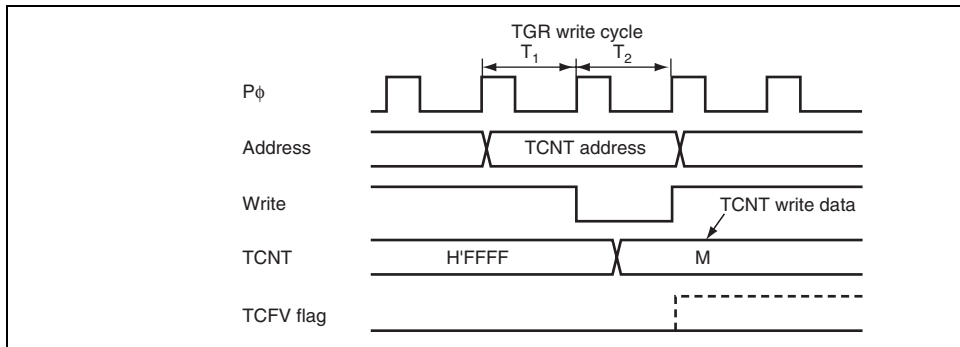 TGR write cycle
T1 T2
Pϕ
Address TCNT address
Write
TCNT write data
TCNT H'FFFF M
TCFV flag